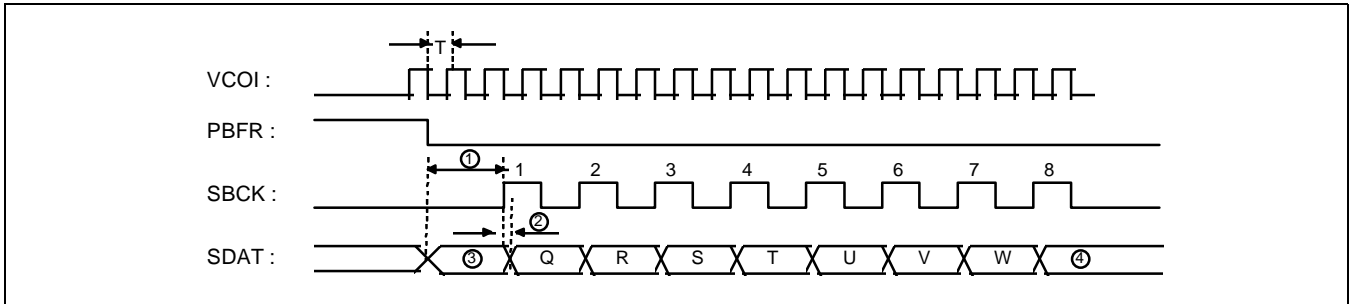 T
VCOI :
PBFR :
①
1 2 3 4 5 6 7 8
SBCK :
②
SDAT : ③ Q R S T U V W ④